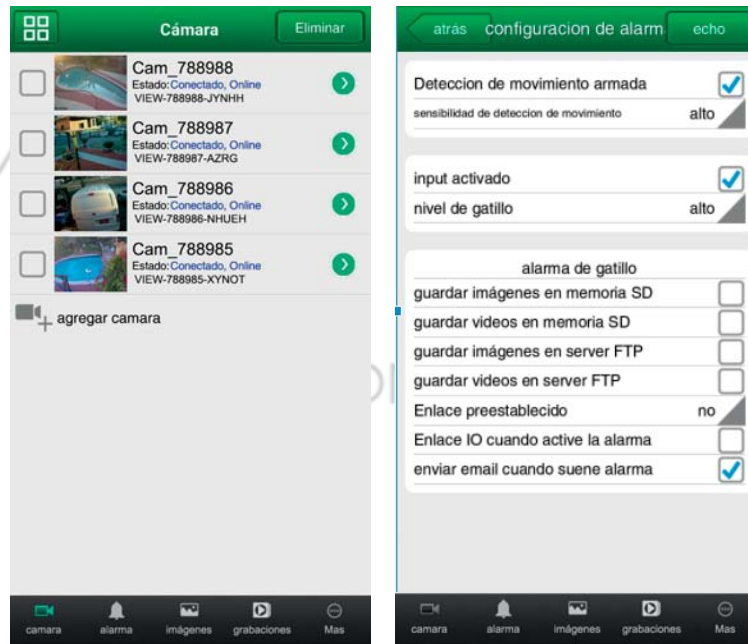 Cámara
Eliminar
Cam_788988
Estado:Conectado, Online
VIEW-788988-JYNHH
Cam_788987
Estado:Conectado, Online
VIEW-788987-AZRG
Cam_788986
Estado:Conectado, Online
VIEW-788986-NHUEH
Cam_788985
Estado:Conectado, Online
VIEW-788985-XYNOT
agregar camara
camara
alarma
imágenes
grabaciones
Mas
atrás
configuracion de alarm
echo
Deteccion de movimiento armada
sensibilidad de deteccion de movimiento alto
input activado
nivel de gatillo alto
alarma de gatillo
guardar imágenes en memoria SD
guardar videos en memoria SD
guardar imágenes en server FTP
guardar videos en server FTP
Enlace preestablecido no
Enlace IO cuando active la alarma
enviar email cuando suene alarma
camara
alarma
imágenes
grabaciones
Mas